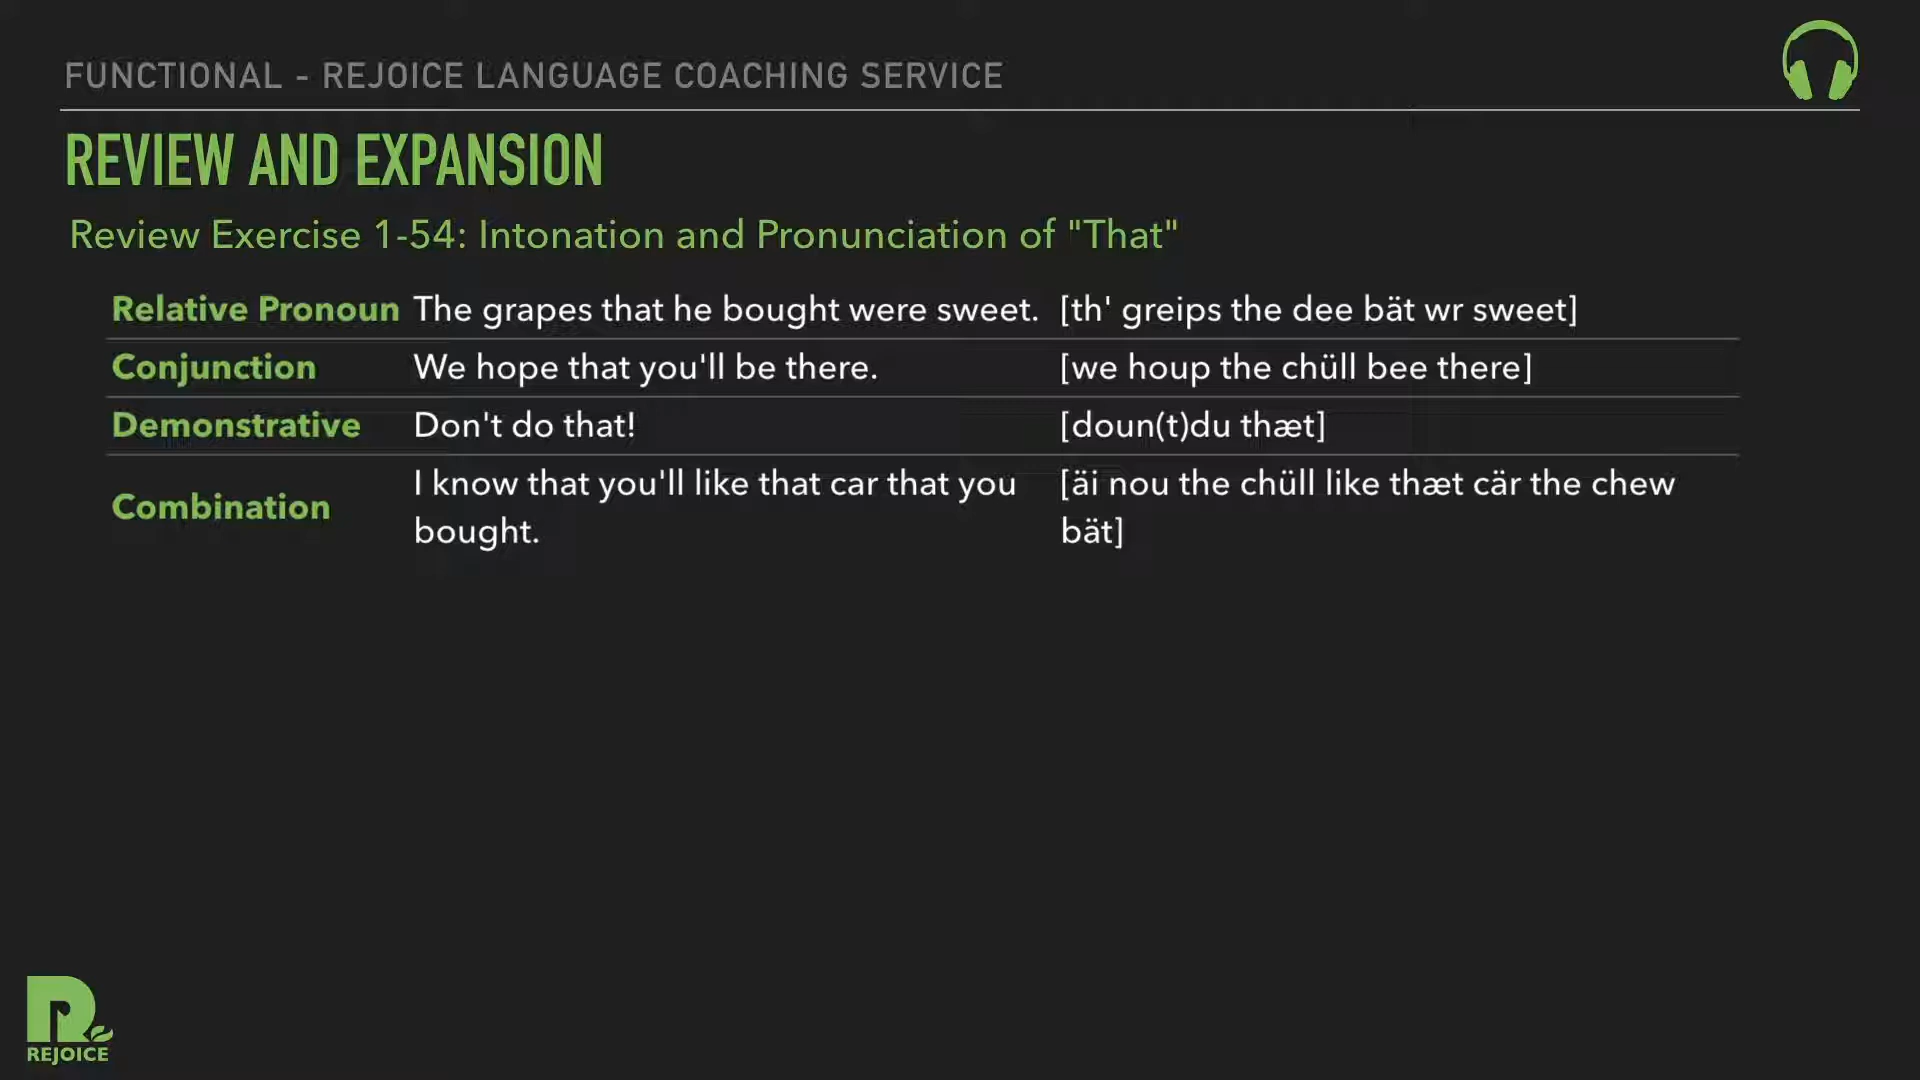 FUNCTIONAL - REJOICE LANGUAGE COACHING SERVICE
REVIEW AND EXPANSION
Review Exercise 1-54: Intonation and Pronunciation of "That"
Relative Pronoun The grapes that he bought were sweet. [th' greips the dee bät wr sweet]
Conjunction We hope that you'll be there. [we houp the chüll bee there]
Demonstrative Don't do that! [doun(t)du thæt]
Combination I know that you'll like that car that you bought. [äi nou the chüll like thæt cär the chew bät]
REJOICE